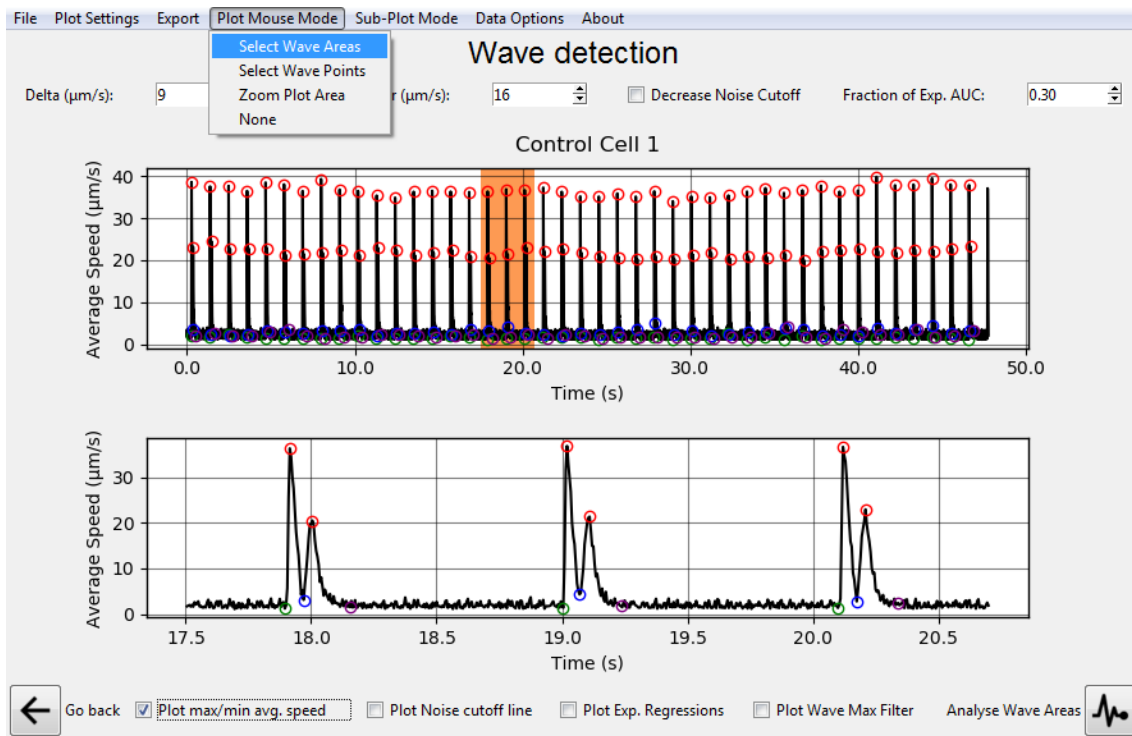 File Plot Settings Export Plot Mouse Mode Sub-Plot Mode Data Options About
Select Wave Areas
Select Wave Points
Zoom Plot Area
None
Wave detection
Delta (µm/s): 9 r (µm/s): 16 Decrease Noise Cutoff Fraction of Exp. AUC: 0.30
Control Cell 1
Average Speed (µm/s)
40
30
20
10
0
0.0 10.0 20.0 30.0 40.0 50.0
Time (s)
Average Speed (µm/s)
30
20
10
0
17.5 18.0 18.5 19.0 19.5 20.0 20.5
Time (s)
Go back Plot max/min avg. speed Plot Noise cutoff line Plot Exp. Regressions Plot Wave Max Filter Analyse Wave Areas